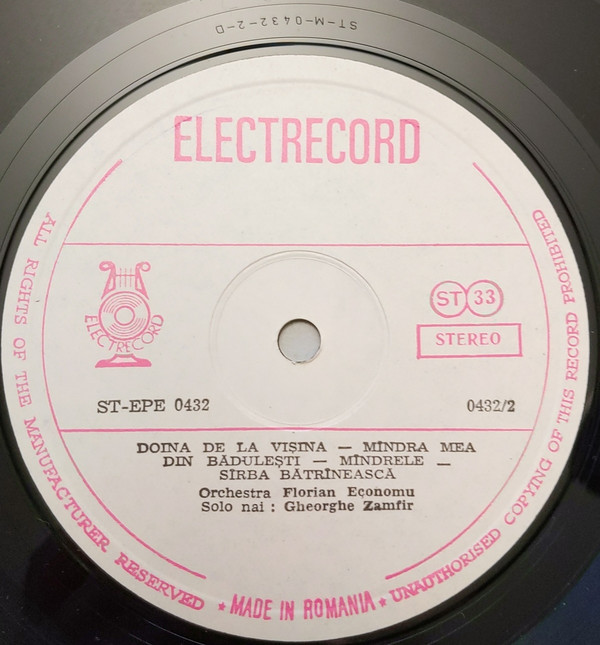 ST-M-0432-2-D
ELECTRECORD
ELECTRECORD
ST 33
STEREO
ST-EPE 0432
0432/2
DOINA DE LA VIȘINA — MÎNDRA MEA
DIN BĂDULEȘTI — MÎNDRELE —
SÎRBA BĂTRÎNEASCĂ
Orchestra Florian Economu
Solo nai : Gheorghe Zamfir
ALL RIGHTS OF THE MANUFACTURER RESERVED ★ MADE IN ROMANIA ★ UNAUTHORISED COPYING OF THIS RECORD PROHIBITED